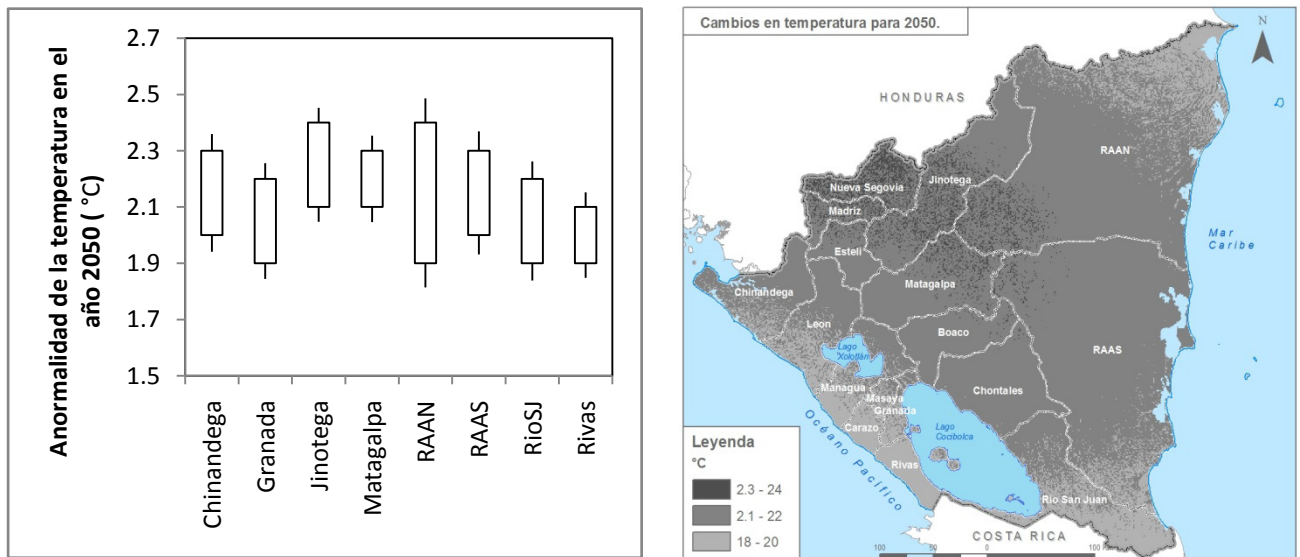 Anormalidad de la temperatura en el
año 2050 ( °C)
2.7
2.5
2.3
2.1
1.9
1.7
1.5
Chinandega
Granada
Jinotega
Matagalpa
RAAN
RAAS
RioSJ
Rivas
Cambios en temperatura para 2050.
N
HONDURAS
RAAN
Nueva Segovia
Jinotega
Madriz
Mar
Caribe
Esteli
Matagalpa
Chinandega
Leon
Boaco
RAAS
Lago
Xolotlán
Managua
Masaya
Granada
Chontales
Carazo
Lago
Cocibolca
Océano Pacífico
Rivas
Rio San Juan
COSTA RICA
Leyenda
°C
2.3 - 24
2.1 - 22
18 - 20
100 50 0 100